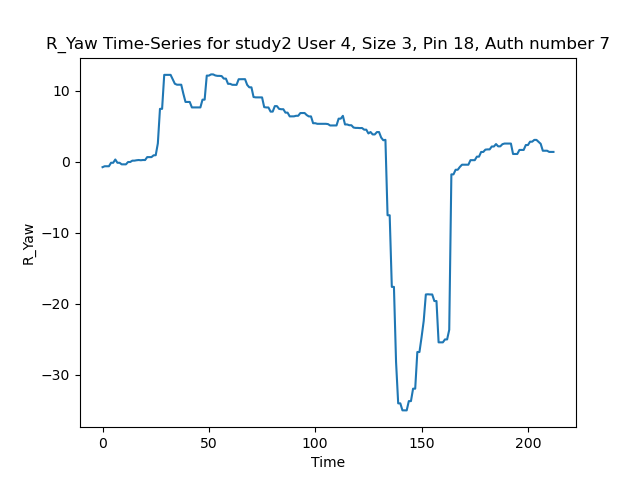 R_Yaw Time-Series for study2 User 4, Size 3, Pin 18, Auth number 7
10
0
−10
−20
−30
R_Yaw
0 50 100 150 200
Time